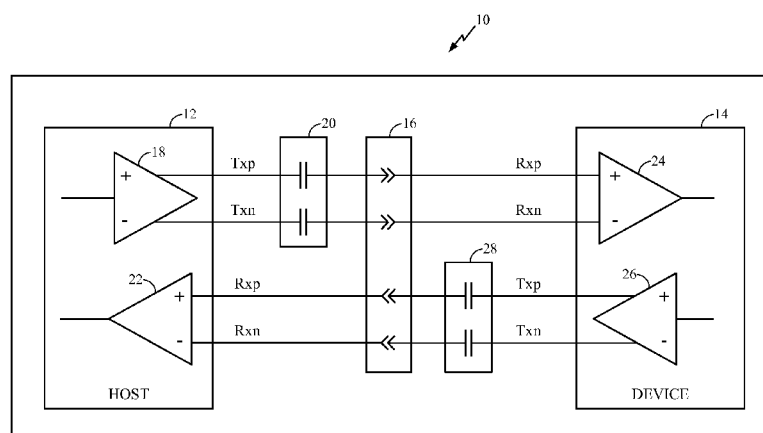 10
12
20
16
14
18
Txp
Rxp
24
+
+
-
Txn
Rxn
-
28
22
Rxp
Txp
26
+
+
-
Rxn
Txn
-
HOST
DEVICE